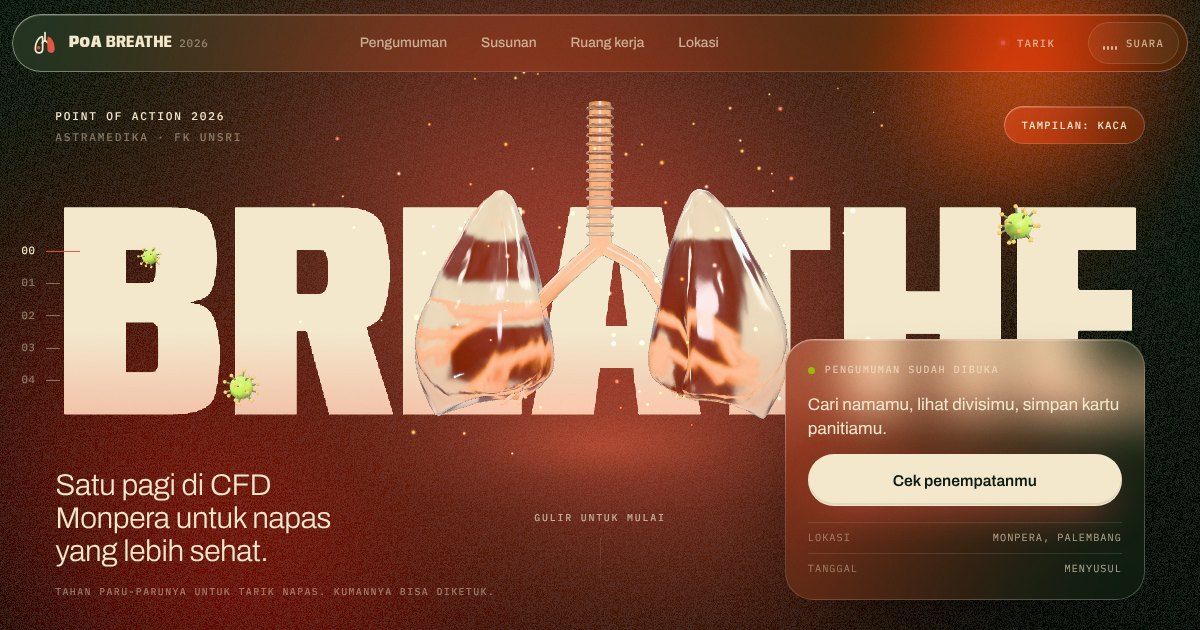 POA BREATHE 2026
Pengumuman
Susunan
Ruang kerja
Lokasi
TARIK
SUARA
POINT OF ACTION 2026
ASTRAMEDIKA · FK UNSRI
TAMPILAN: KACA
BREATHE
00
01
02
03
04
PENGUMUMAN SUDAH DIBUKA
Cari namamu, lihat divisimu, simpan kartu
panitiamu.
Cek penempatanmu
LOKASI MONPERA, PALEMBANG
TANGGAL MENYUSUL
Satu pagi di CFD
Monpera untuk napas
yang lebih sehat.
GULIR UNTUK MULAI
TAHAN PARU-PARUNYA UNTUK TARIK NAPAS. KUMANNYA BISA DIKETUK.